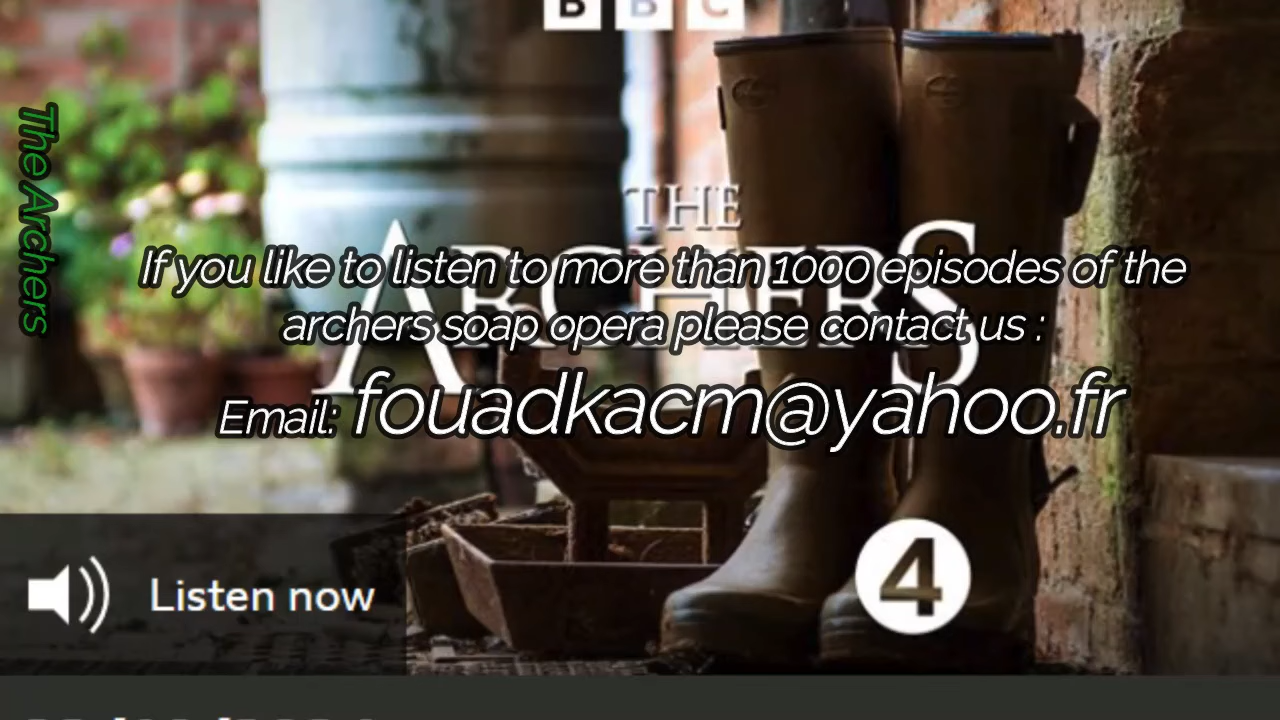 BBC
The Archers
THE
ARCHERS
If you like to listen to more than 1000 episodes of the
archers soap opera please contact us :
Email: fouadkacm@yahoo.fr
4
Listen now